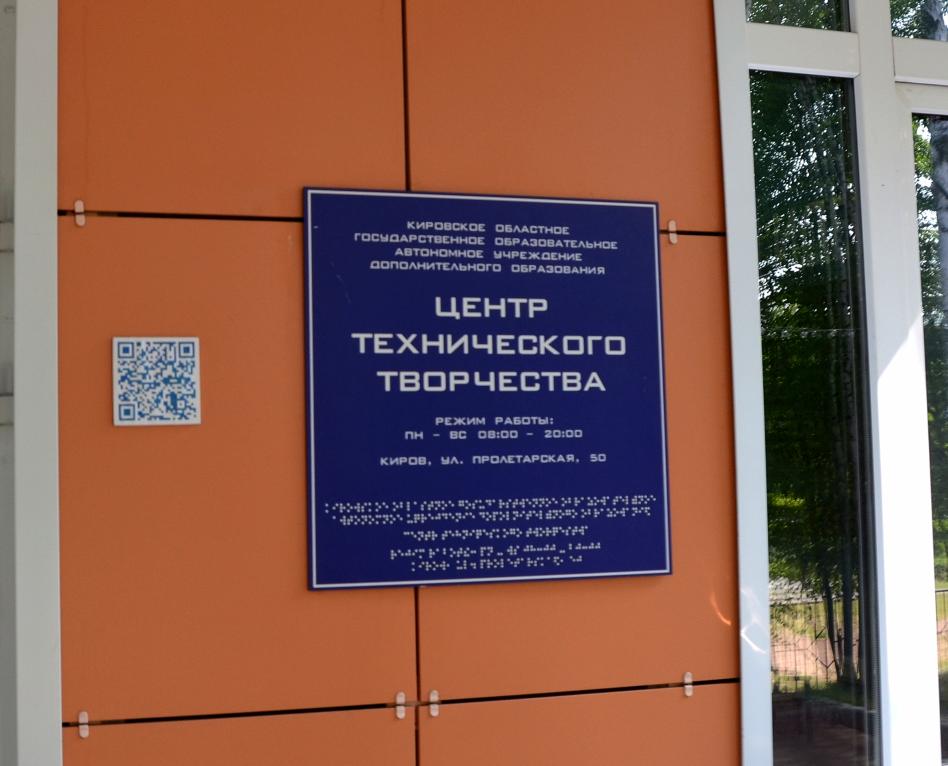 КИРОВСКОЕ ОБЛАСТНОЕ
ГОСУДАРСТВЕННОЕ ОБРАЗОВАТЕЛЬНОЕ
АВТОНОМНОЕ УЧРЕЖДЕНИЕ
ДОПОЛНИТЕЛЬНОГО ОБРАЗОВАНИЯ
ЦЕНТР
ТЕХНИЧЕСКОГО
ТВОРЧЕСТВА
РЕЖИМ РАБОТЫ:
ПН - ВС 08:00 - 20:00
КИРОВ, УЛ. ПРОЛЕТАРСКАЯ, 50